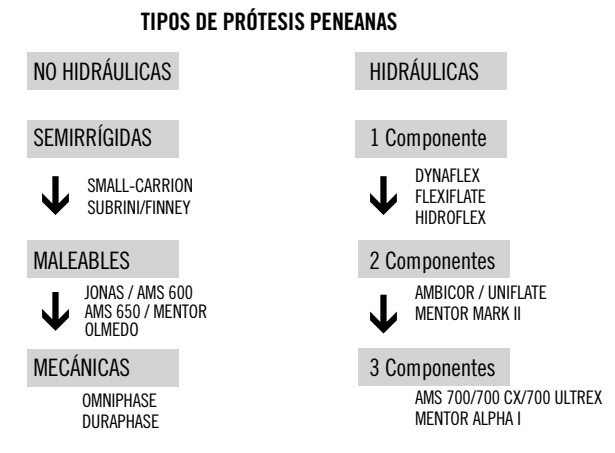 TIPOS DE PRÓTESIS PENEANAS
NO HIDRÁULICAS
SEMIRRÍGIDAS
SMALL-CARRION
SUBRINI/FINNEY
MALEABLES
JONAS / AMS 600
AMS 650 / MENTOR
OLMEDO
MECÁNICAS
OMNIPHASE
DURAPHASE
HIDRÁULICAS
1 Componente
DYNAFLEX
FLEXIFLATE
HIDROFLEX
2 Componentes
AMBICOR / UNIFLATE
MENTOR MARK II
3 Componentes
AMS 700/700 CX/700 ULTREX
MENTOR ALPHA I